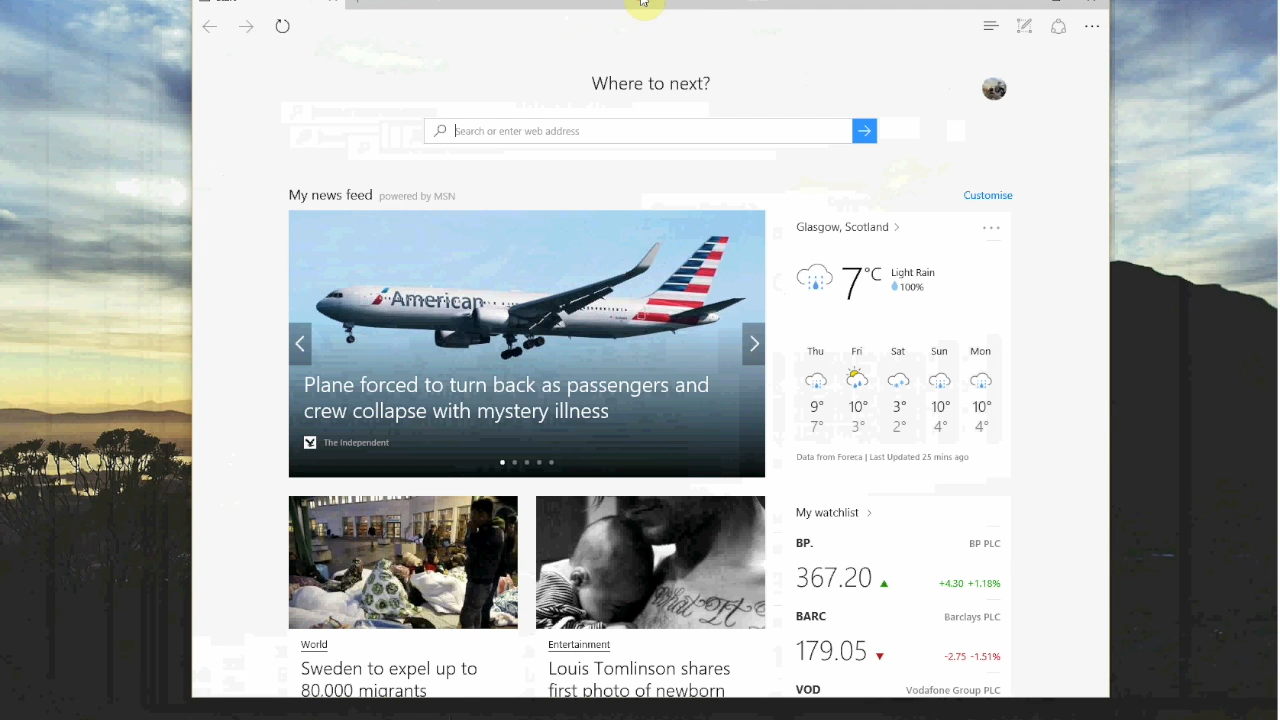 Where to next?
Search or enter web address
My news feed powered by MSN
Customise
American
Plane forced to turn back as passengers and
crew collapse with mystery illness
The Independent
Glasgow, Scotland
7°C
Light Rain
100%
Thu Fri Sat Sun Mon
9° 10° 3° 10° 10°
7° 3° 2° 4° 4°
Data from Foreca | Last Updated 25 mins ago
World
Sweden to expel up to
80,000 migrants
Entertainment
Louis Tomlinson shares
first photo of newborn
My watchlist
BP. BP PLC
367.20 +4.30 +1.18%
BARC Barclays PLC
179.05 -2.75 -1.51%
VOD Vodafone Group PLC